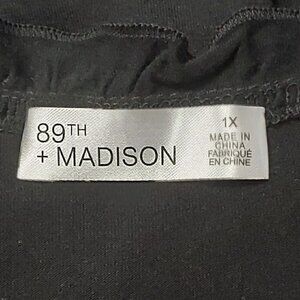 89TH
+ MADISON
1X
MADE IN
CHINA
FABRIQUÉ
EN CHINE